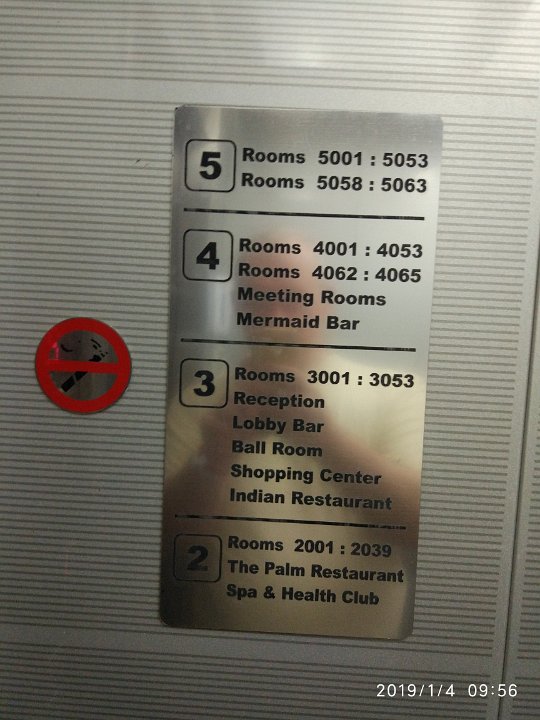 5
Rooms 5001 : 5053
Rooms 5058 : 5063
4
Rooms 4001 : 4053
Rooms 4062 : 4065
Meeting Rooms
Mermaid Bar
3
Rooms 3001 : 3053
Reception
Lobby Bar
Ball Room
Shopping Center
Indian Restaurant
2
Rooms 2001 : 2039
The Palm Restaurant
Spa & Health Club
2019/1/4 09:56